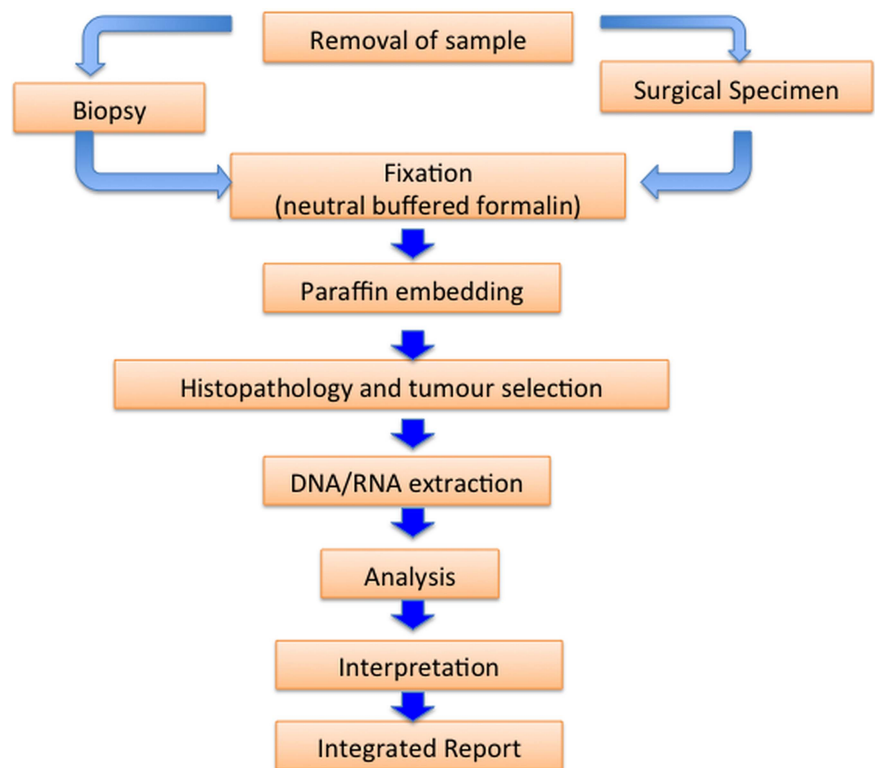 Removal of sample
Biopsy
Surgical Specimen
Fixation
(neutral buffered formalin)
Paraffin embedding
Histopathology and tumour selection
DNA/RNA extraction
Analysis
Interpretation
Integrated Report